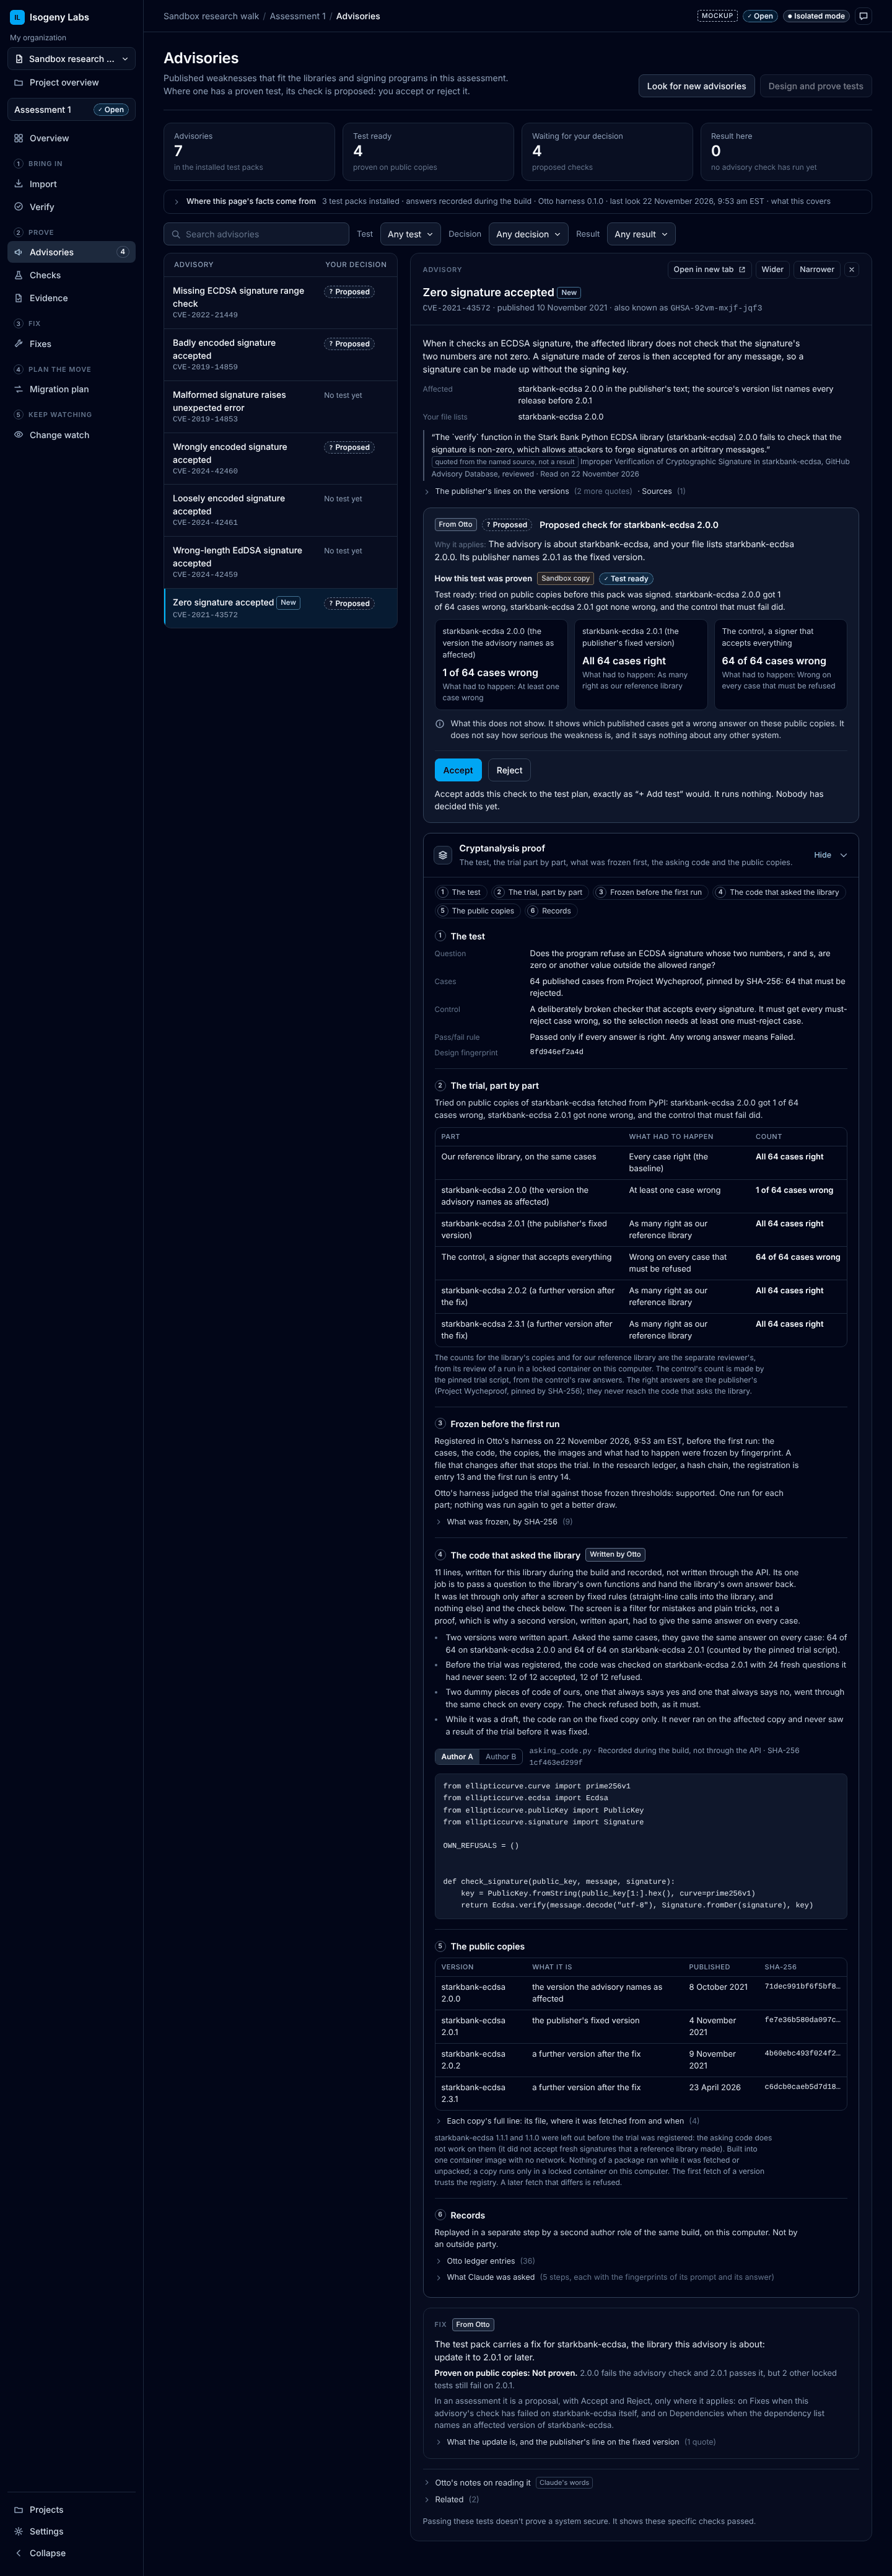 IL Isogeny Labs
My organization
Sandbox research ...
Project overview
Assessment 1 ✓ Open
Overview
1 BRING IN
Import
Verify
2 PROVE
Advisories 4
Checks
Evidence
3 FIX
Fixes
4 PLAN THE MOVE
Migration plan
5 KEEP WATCHING
Change watch
Projects
Settings
Collapse
Sandbox research walk / Assessment 1 / Advisories
MOCKUP ✓ Open Isolated mode
Advisories
Published weaknesses that fit the libraries and signing programs in this assessment.
Where one has a proven test, its check is proposed: you accept or reject it.
Look for new advisories Design and prove tests
Advisories
7
in the installed test packs
Test ready
4
proven on public copies
Waiting for your decision
4
proposed checks
Result here
0
no advisory check has run yet
Where this page's facts come from 3 test packs installed · answers recorded during the build · Otto harness 0.1.0 · last look 22 November 2026, 9:53 am EST · what this covers
Search advisories Test Any test Decision Any decision Result Any result
ADVISORY YOUR DECISION
Missing ECDSA signature range
check
CVE-2022-21449
? Proposed
Badly encoded signature
accepted
CVE-2019-14859
? Proposed
Malformed signature raises
unexpected error
CVE-2019-14853
No test yet
Wrongly encoded signature
accepted
CVE-2024-42460
? Proposed
Loosely encoded signature
accepted
CVE-2024-42461
No test yet
Wrong-length EdDSA signature
accepted
CVE-2024-42459
No test yet
Zero signature accepted New
CVE-2021-43572
? Proposed
ADVISORY Open in new tab Wider Narrower ×
Zero signature accepted New
CVE-2021-43572 · published 10 November 2021 · also known as GHSA-92vm-mxjf-jqf3
When it checks an ECDSA signature, the affected library does not check that the signature's
two numbers are not zero. A signature made of zeros is then accepted for any message, so a
signature can be made up without the signing key.
Affected starkbank-ecdsa 2.0.0 in the publisher's text; the source's version list names every
release before 2.0.1
Your file lists starkbank-ecdsa 2.0.0
"The `verify` function in the Stark Bank Python ECDSA library (starkbank-ecdsa) 2.0.0 fails to check that the
signature is non-zero, which allows attackers to forge signatures on arbitrary messages."
quoted from the named source, not a result Improper Verification of Cryptographic Signature in starkbank-ecdsa, GitHub
Advisory Database, reviewed · Read on 22 November 2026
The publisher's lines on the versions (2 more quotes) · Sources (1)
From Otto ? Proposed Proposed check for starkbank-ecdsa 2.0.0
Why it applies: The advisory is about starkbank-ecdsa, and your file lists starkbank-ecdsa
2.0.0. Its publisher names 2.0.1 as the fixed version.
How this test was proven Sandbox copy ✓ Test ready
Test ready: tried on public copies before this pack was signed. starkbank-ecdsa 2.0.0 got 1
of 64 cases wrong, starkbank-ecdsa 2.0.1 got none wrong, and the control that must fail did.
starkbank-ecdsa 2.0.0 (the
version the advisory names as
affected)
1 of 64 cases wrong
What had to happen: At least one
case wrong
starkbank-ecdsa 2.0.1 (the
publisher's fixed version)
All 64 cases right
What had to happen: As many
right as our reference library
The control, a signer that
accepts everything
64 of 64 cases wrong
What had to happen: Wrong on
every case that must be refused
What this does not show. It shows which published cases get a wrong answer on these public copies. It
does not say how serious the weakness is, and it says nothing about any other system.
Accept Reject
Accept adds this check to the test plan, exactly as "+ Add test" would. It runs nothing. Nobody has
decided this yet.
Cryptanalysis proof
The test, the trial part by part, what was frozen first, the asking code and the public copies.
Hide
1 The test 2 The trial, part by part 3 Frozen before the first run 4 The code that asked the library
5 The public copies 6 Records
1 The test
Question Does the program refuse an ECDSA signature whose two numbers, r and s, are
zero or another value outside the allowed range?
Cases 64 published cases from Project Wycheproof, pinned by SHA-256: 64 that must be
rejected.
Control A deliberately broken checker that accepts every signature. It must get every must-
reject case wrong, so the selection needs at least one must-reject case.
Pass/fail rule Passed only if every answer is right. Any wrong answer means Failed.
Design fingerprint 8fd946ef2a4d
2 The trial, part by part
Tried on public copies of starkbank-ecdsa fetched from PyPI: starkbank-ecdsa 2.0.0 got 1 of 64
cases wrong, starkbank-ecdsa 2.0.1 got none wrong, and the control that must fail did.
PART WHAT HAD TO HAPPEN COUNT
Our reference library, on the same cases Every case right (the
baseline) All 64 cases right
starkbank-ecdsa 2.0.0 (the version the
advisory names as affected) At least one case wrong 1 of 64 cases wrong
starkbank-ecdsa 2.0.1 (the publisher's fixed
version) As many right as our
reference library All 64 cases right
The control, a signer that accepts everything Wrong on every case that
must be refused 64 of 64 cases wrong
starkbank-ecdsa 2.0.2 (a further version after
the fix) As many right as our
reference library All 64 cases right
starkbank-ecdsa 2.3.1 (a further version after
the fix) As many right as our
reference library All 64 cases right
The counts for the library's copies and for our reference library are the separate reviewer's,
from its review of a run in a locked container on this computer. The control's count is made by
the pinned trial script, from the control's raw answers. The right answers are the publisher's
(Project Wycheproof, pinned by SHA-256); they never reach the code that asks the library.
3 Frozen before the first run
Registered in Otto's harness on 22 November 2026, 9:53 am EST, before the first run: the
cases, the code, the copies, the images and what had to happen were frozen by fingerprint. A
file that changes after that stops the trial. In the research ledger, a hash chain, the registration is
entry 13 and the first run is entry 14.
Otto's harness judged the trial against those frozen thresholds: supported. One run for each
part; nothing was run again to get a better draw.
What was frozen, by SHA-256 (9)
4 The code that asked the library Written by Otto
11 lines, written for this library during the build and recorded, not written through the API. Its one
job is to pass a question to the library's own functions and hand the library's own answer back.
It was let through only after a screen by fixed rules (straight-line calls into the library, and
nothing else) and the check below. The screen is a filter for mistakes and plain tricks, not a
proof, which is why a second version, written apart, had to give the same answer on every case.
• Two versions were written apart. Asked the same cases, they gave the same answer on every case: 64 of
64 on starkbank-ecdsa 2.0.0 and 64 of 64 on starkbank-ecdsa 2.0.1 (counted by the pinned trial script).
• Before the trial was registered, the code was checked on starkbank-ecdsa 2.0.1 with 24 fresh questions it
had never seen: 12 of 12 accepted, 12 of 12 refused.
• Two dummy pieces of code of ours, one that always says yes and one that always says no, went through
the same check on every copy. The check refused both, as it must.
• While it was a draft, the code ran on the fixed copy only. It never ran on the affected copy and never saw
a result of the trial before it was fixed.
Author A Author B asking_code.py · Recorded during the build, not through the API · SHA-256
1cf463ed299f
from ellipticcurve.curve import prime256v1
from ellipticcurve.ecdsa import Ecdsa
from ellipticcurve.publicKey import PublicKey
from ellipticcurve.signature import Signature
OWN_REFUSALS = ()
def check_signature(public_key, message, signature):
key = PublicKey.fromString(public_key[1:].hex(), curve=prime256v1)
return Ecdsa.verify(message.decode("utf-8"), Signature.fromDer(signature), key)
5 The public copies
VERSION WHAT IT IS PUBLISHED SHA-256
starkbank-ecdsa
2.0.0 the version the advisory names as
affected 8 October 2021 71dec991bf6f5bf8…
starkbank-ecdsa
2.0.1 the publisher's fixed version 4 November
2021 fe7e36b580da097c…
starkbank-ecdsa
2.0.2 a further version after the fix 9 November
2021 4b60ebc493f024f2…
starkbank-ecdsa
2.3.1 a further version after the fix 23 April 2026 c6dcb0caeb5d7d18…
Each copy's full line: its file, where it was fetched from and when (4)
starkbank-ecdsa 1.1.1 and 1.1.0 were left out before the trial was registered: the asking code does
not work on them (it did not accept fresh signatures that a reference library made). Built into
one container image with no network. Nothing of a package ran while it was fetched or
unpacked; a copy runs only in a locked container on this computer. The first fetch of a version
trusts the registry. A later fetch that differs is refused.
6 Records
Replayed in a separate step by a second author role of the same build, on this computer. Not by
an outside party.
Otto ledger entries (36)
What Claude was asked (5 steps, each with the fingerprints of its prompt and its answer)
FIX From Otto
The test pack carries a fix for starkbank-ecdsa, the library this advisory is about:
update it to 2.0.1 or later.
Proven on public copies: Not proven. 2.0.0 fails the advisory check and 2.0.1 passes it, but 2 other locked
tests still fail on 2.0.1.
In an assessment it is a proposal, with Accept and Reject, only where it applies: on Fixes when this
advisory's check has failed on starkbank-ecdsa itself, and on Dependencies when the dependency list
names an affected version of starkbank-ecdsa.
What the update is, and the publisher's line on the fixed version (1 quote)
Otto's notes on reading it Claude's words
Related (2)
Passing these tests doesn't prove a system secure. It shows these specific checks passed.